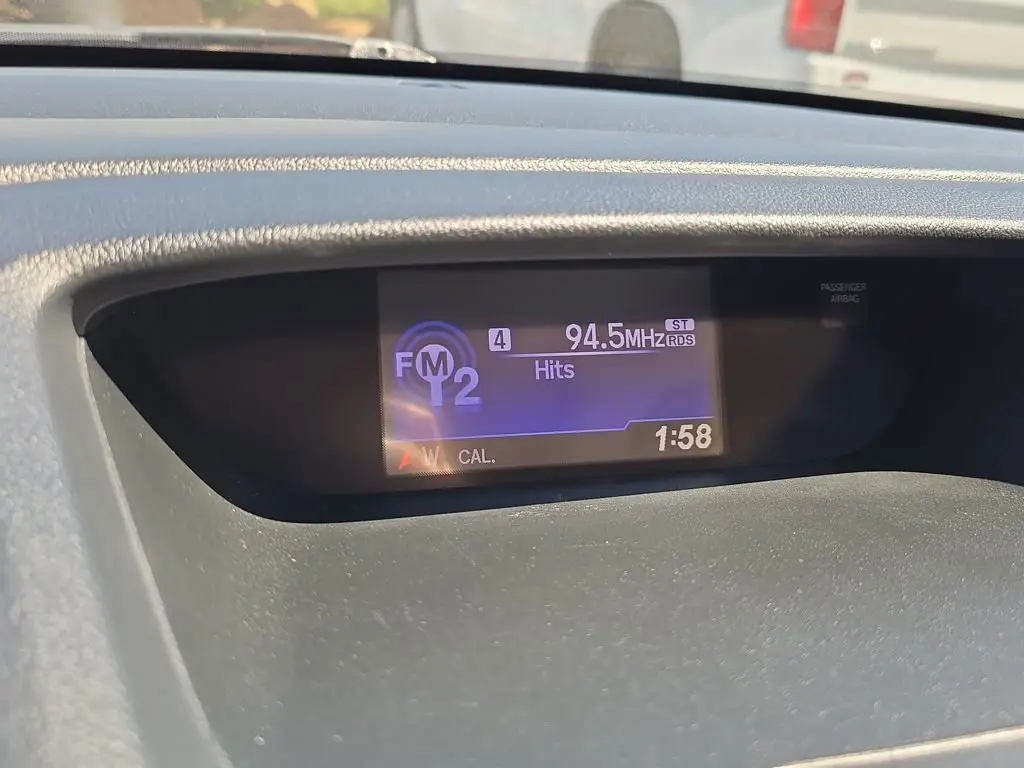 FM2
4 94.5MHz ST RDS
Hits
W CAL.
1:58
PASSENGER
AIRBAG